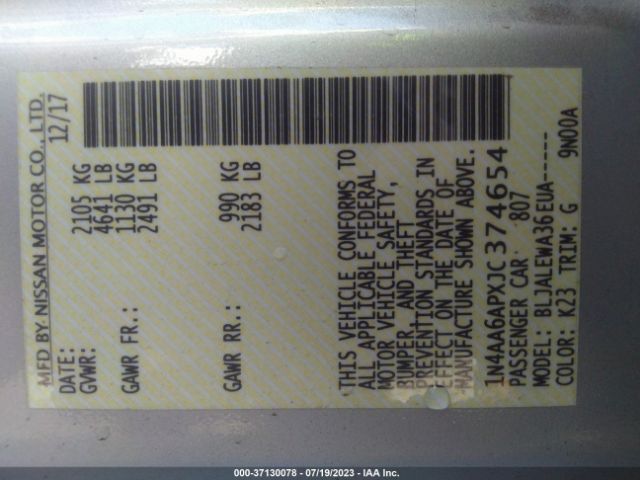 MFD BY NISSAN MOTOR CO., LTD.
DATE: 12/17
GVWR: 2105 KG
4641 LB
GAWR FR.: 1130 KG
2491 LB
GAWR RR.: 990 KG
2183 LB
THIS VEHICLE CONFORMS TO
ALL APPLICABLE FEDERAL
MOTOR VEHICLE SAFETY,
BUMPER AND THEFT
PREVENTION STANDARDS IN
EFFECT ON THE DATE OF
MANUFACTURE SHOWN ABOVE.
1N4AA6APXJC374654
PASSENGER CAR 807
MODEL: BLJALEWA36EUA-----
COLOR: K23 TRIM: G 9N00A
000-37130078 - 07/19/2023 - IAA Inc.